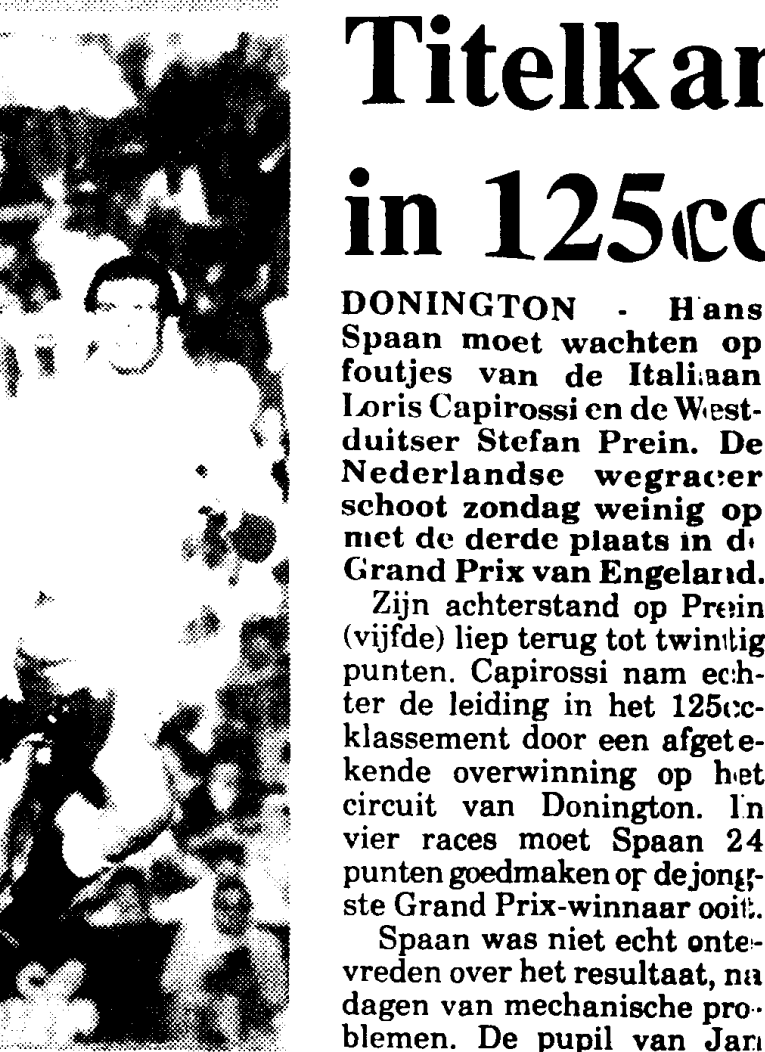 Titelkan
in 125cc
DONINGTON - Hans
Spaan moet wachten op
foutjes van de Italiaan
Loris Capirossi en de West-
duitser Stefan Prein. De
Nederlandse wegracer
schoot zondag weinig op
met de derde plaats in de
Grand Prix van Engeland.
Zijn achterstand op Prein
(vijfde) liep terug tot twintig
punten. Capirossi nam ech-
ter de leiding in het 125cc-
klassement door een afgete-
kende overwinning op het
circuit van Donington. In
vier races moet Spaan 24
punten goedmaken op de jong-
ste Grand Prix-winnaar ooit.
Spaan was niet echt onte-
vreden over het resultaat, na
dagen van mechanische pro-
blemen. De pupil van Jan